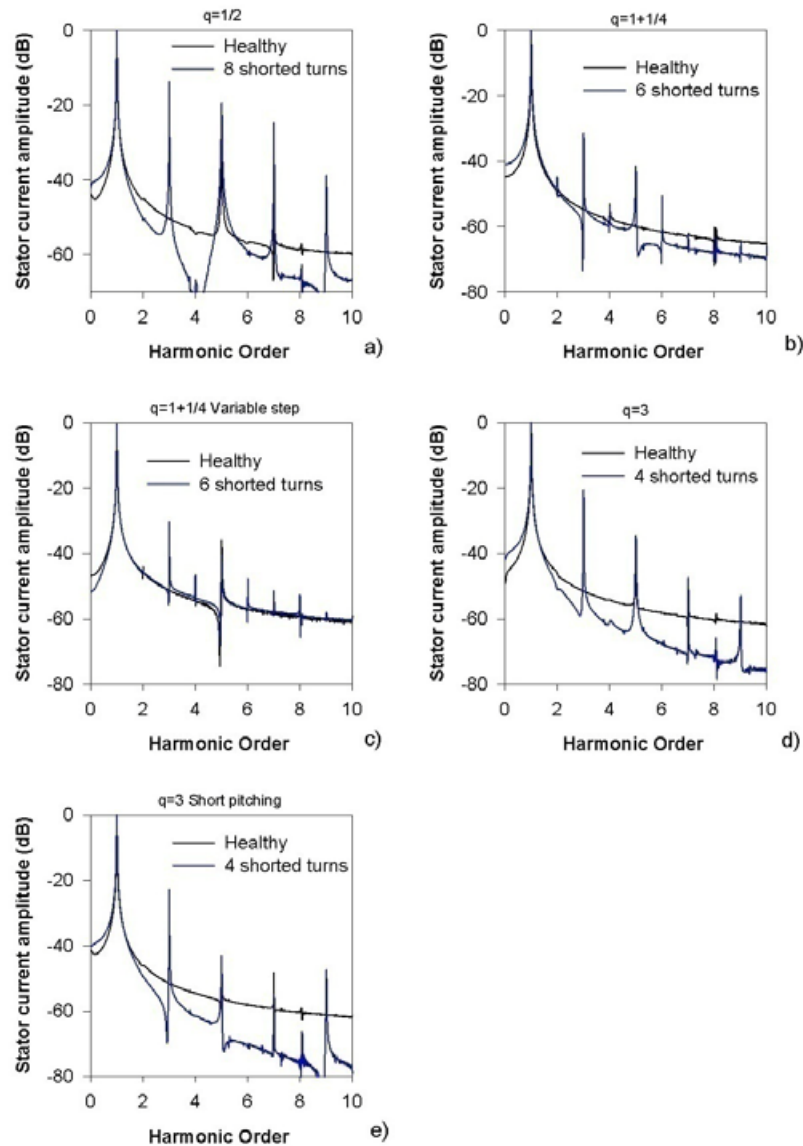 q=1/2
Healthy
8 shorted turns
Stator current amplitude (dB)
0
-20
-40
-60
0 2 4 6 8 10
Harmonic Order
a)
q=1+1/4
Healthy
6 shorted turns
Stator current amplitude (dB)
0
-20
-40
-60
-80
0 2 4 6 8 10
Harmonic Order
b)
q=1+1/4 Variable step
Healthy
6 shorted turns
Stator current amplitude (dB)
0
-20
-40
-60
-80
0 2 4 6 8 10
Harmonic Order
c)
q=3
Healthy
4 shorted turns
Stator current amplitude (dB)
0
-20
-40
-60
-80
0 2 4 6 8 10
Harmonic Order
d)
q=3 Short pitching
Healthy
4 shorted turns
Stator current amplitude (dB)
0
-20
-40
-60
-80
0 2 4 6 8 10
Harmonic Order
e)